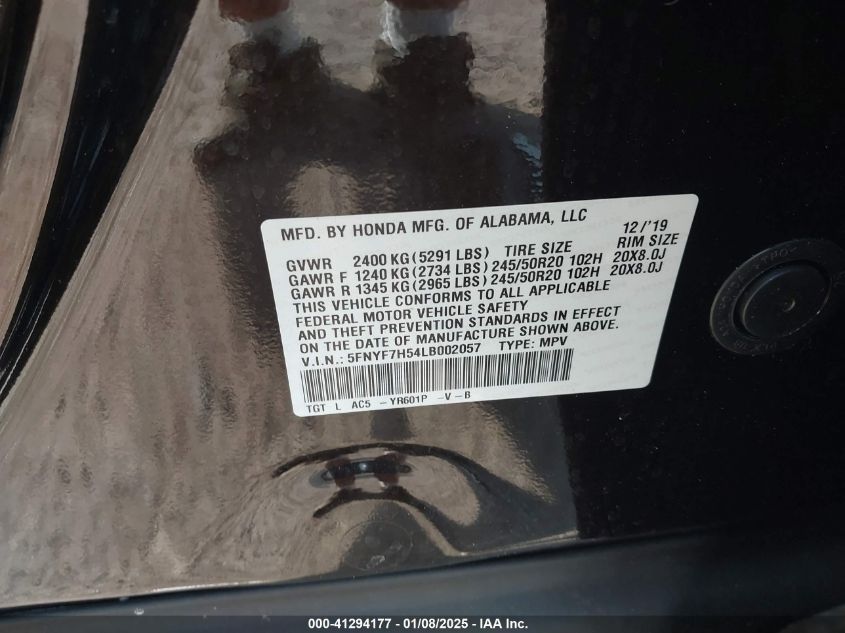 MFD. BY HONDA MFG. OF ALABAMA, LLC 12/'19
GVWR 2400 KG (5291 LBS) TIRE SIZE RIM SIZE
GAWR F 1240 KG (2734 LBS) 245/50R20 102H 20X8.0J
GAWR R 1345 KG (2965 LBS) 245/50R20 102H 20X8.0J
THIS VEHICLE CONFORMS TO ALL APPLICABLE
FEDERAL MOTOR VEHICLE SAFETY
AND THEFT PREVENTION STANDARDS IN EFFECT
ON THE DATE OF MANUFACTURE SHOWN ABOVE.
V.I.N.: 5FNYF7H54LB002057 TYPE: MPV
TGT L AC5 -YR601P -V-B
000-41294177 - 01/08/2025 - IAA Inc.